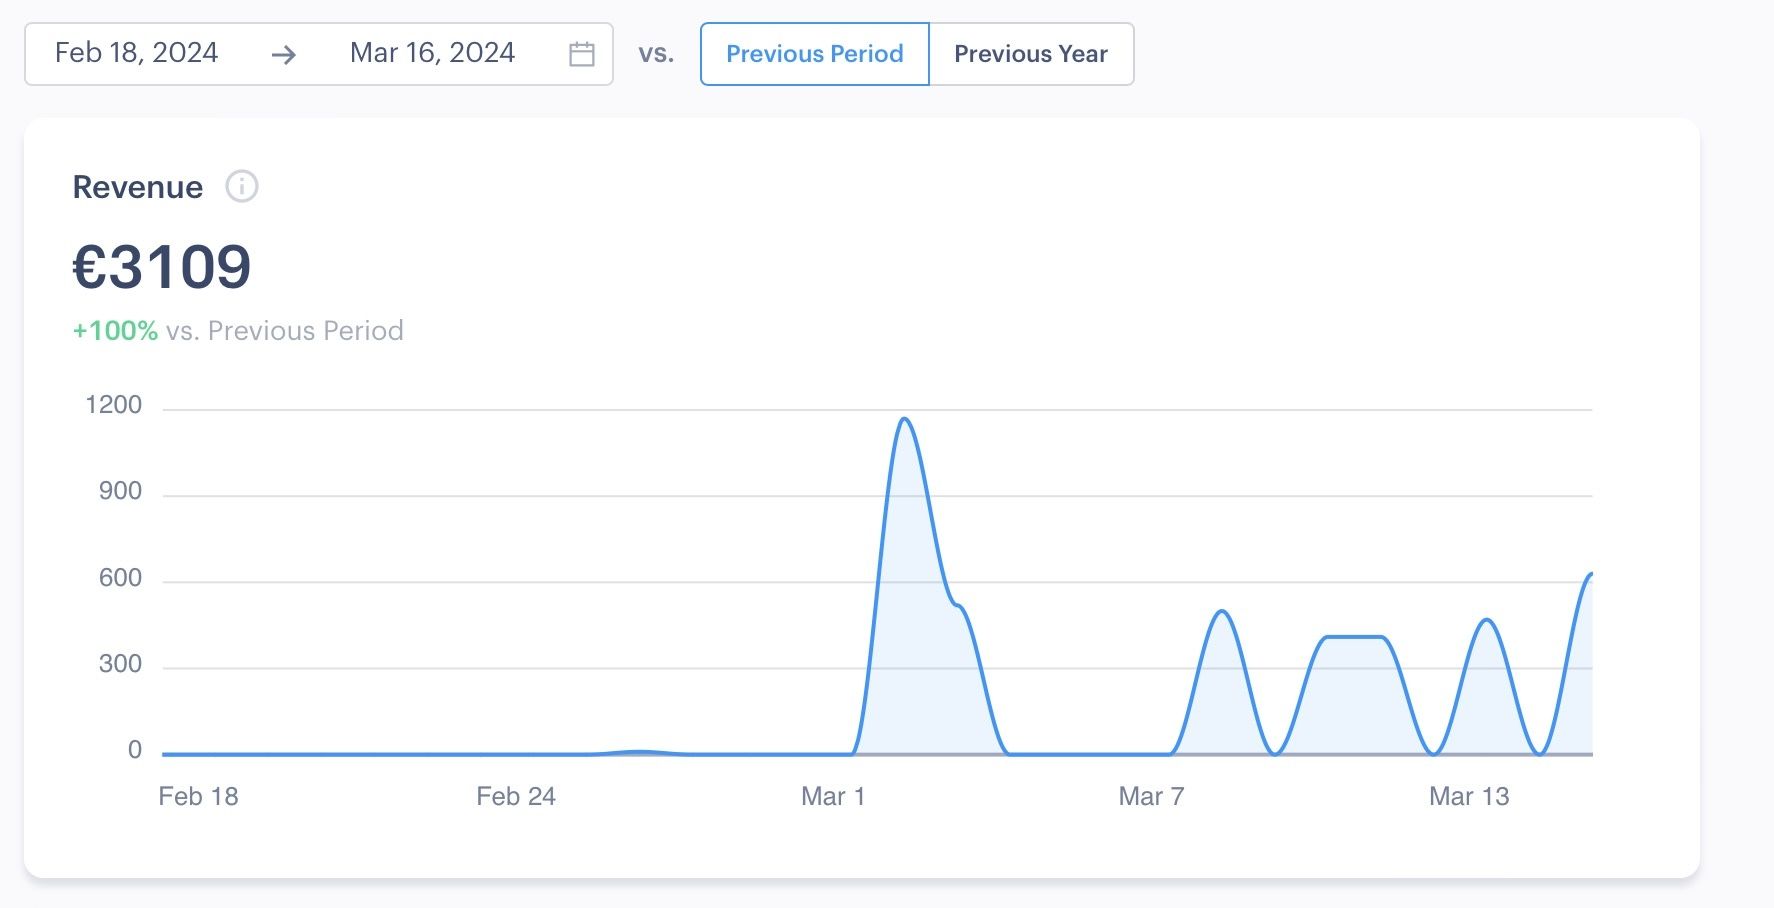 Feb 18, 2024 → Mar 16, 2024 vs. Previous Period Previous Year
Revenue
€3109
+100% vs. Previous Period
1200
900
600
300
0
Feb 18 Feb 24 Mar 1 Mar 7 Mar 13